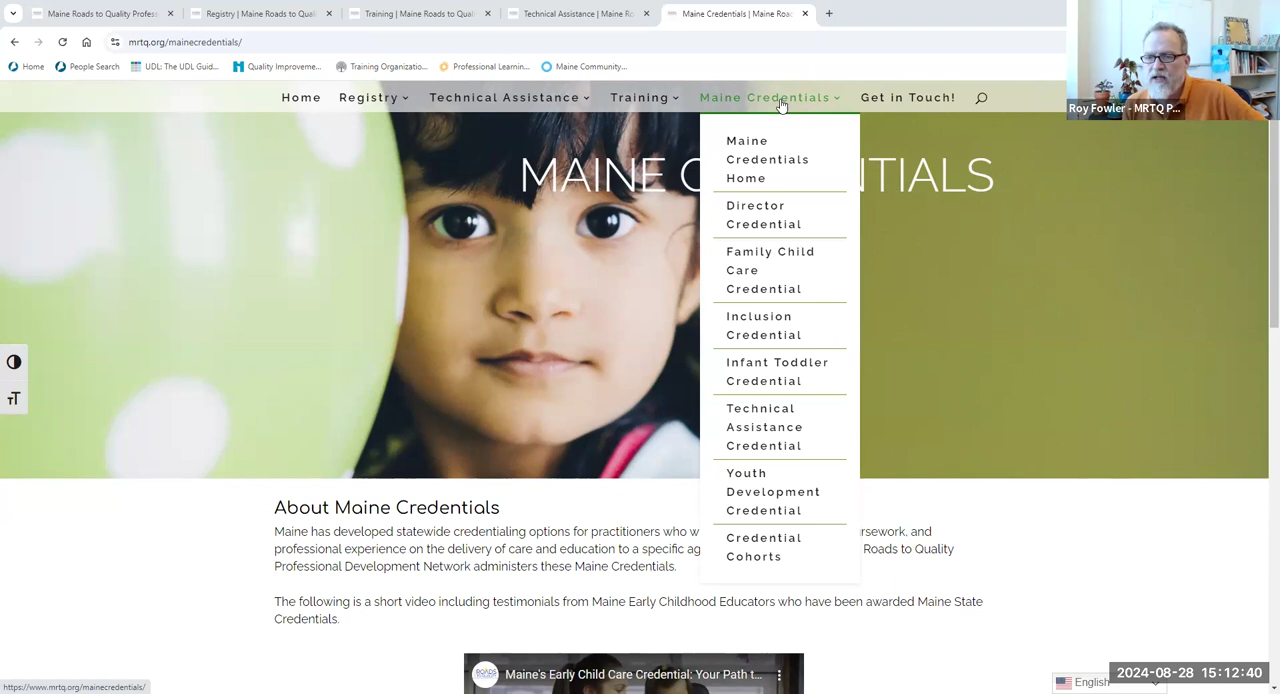 Maine Roads to Quality Profess
Registry | Maine Roads to Quali
Training | Maine Roads to Quali
Technical Assistance | Maine Ro
Maine Credentials | Maine Road
mrtq.org/mainecredentials/
Home
People Search
UDL: The UDL Guid...
Quality Improveme...
Training Organizatio...
Professional Learnin...
Maine Community...
Home Registry Technical Assistance Training Maine Credentials Get in Touch!
Roy Fowler - MRTQ P...
MAINE C NTIALS
Maine
Credentials
Home
Director
Credential
Family Child
Care
Credential
Inclusion
Credential
Infant Toddler
Credential
Technical
Assistance
Credential
Youth
Development
Credential
Credential
Cohorts
тT
About Maine Credentials
Maine has developed statewide credentialing options for practitioners who w rsework, and
professional experience on the delivery of care and education to a specific ag Roads to Quality
Professional Development Network administers these Maine Credentials.
The following is a short video including testimonials from Maine Early Childhood Educators who have been awarded Maine State
Credentials.
Maine's Early Child Care Credential: Your Path t...
https://www.mrtq.org/mainecredentials/
English
2024-08-28 15:12:40